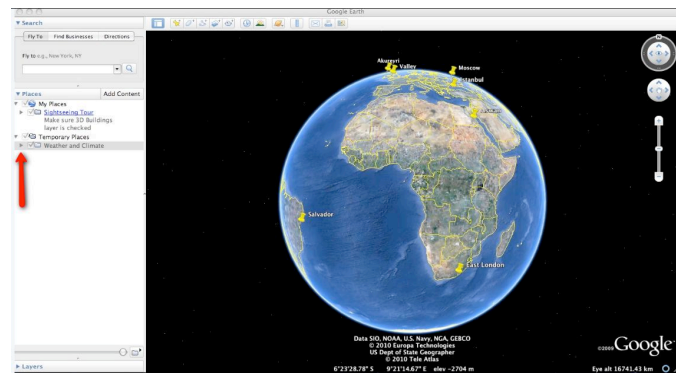 Google Earth
Search
Fly To
Find Businesses
Directions
Fly to e.g., New York, NY
Places
Add Content
My Places
Sightseeing Tour
Make sure 3D Buildings
layer is checked
Temporary Places
Weather and Climate
Layers
Akureyri
Valley
Moscow
Istanbul
Salvador
East London
N
Data SIO, NOAA, U.S. Navy, NGA, GEBCO
© 2010 Europa Technologies
US Dept of State Geographer
© 2010 Tele Atlas
©2009 Google
6°23'28.78" S 9°21'14.67" E elev -2704 m
Eye alt 16741.43 km